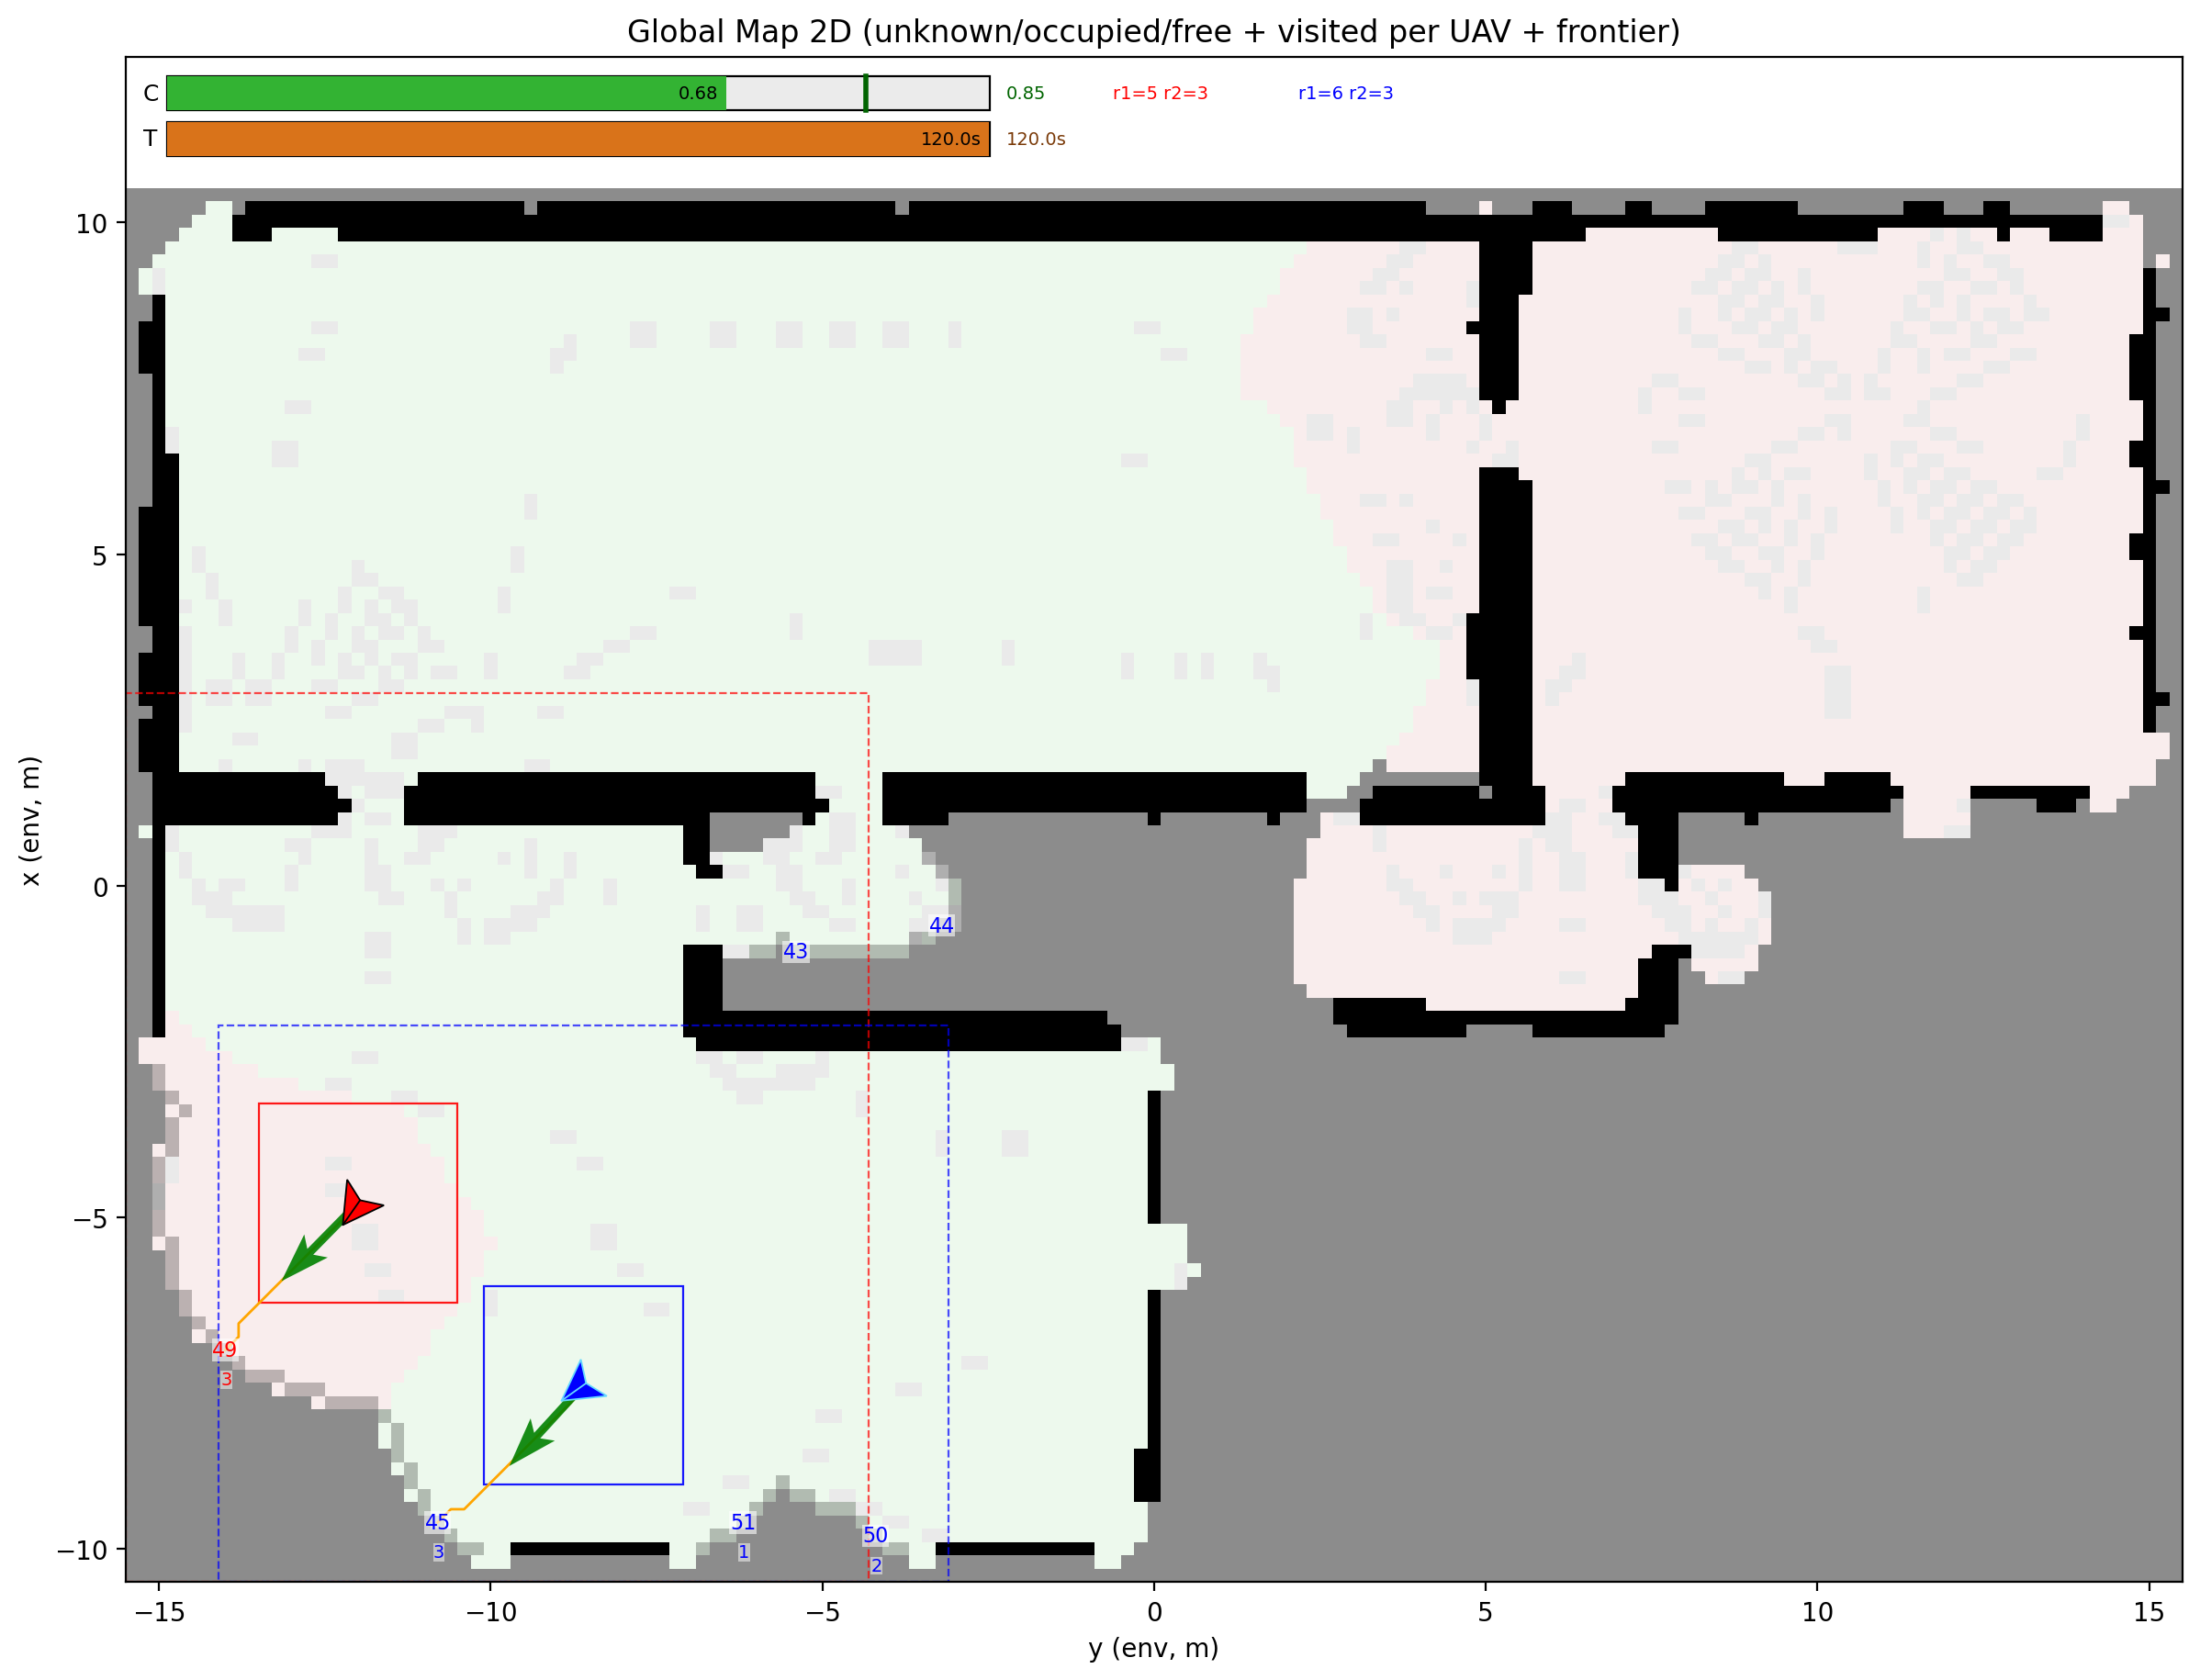 Global Map 2D (unknown/occupied/free + visited per UAV + frontier)
C 0.68 0.85 r1=5 r2=3 r1=6 r2=3
T 120.0s 120.0s
10
5
0
−5
−10
x (env, m)
44
43
49
3
45
51
50
3
1
2
−15 −10 −5 0 5 10 15
y (env, m)